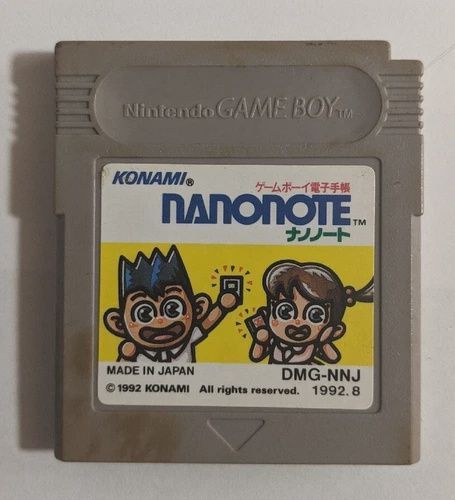 Nintendo GAME BOY™
KONAMI®
ゲームボーイ電子手帳
nanonote™
ナノノート
MADE IN JAPAN
DMG-NNJ
© 1992 KONAMI All rights reserved. 1992.8